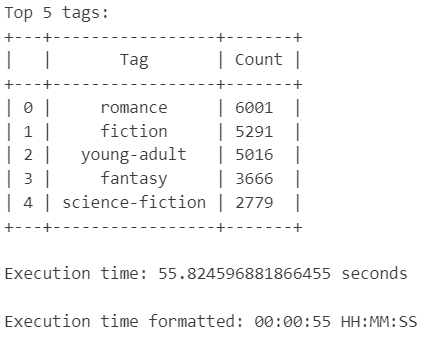 Top 5 tags:
+---+-----------------+-------+
|   |       Tag       | Count |
+---+-----------------+-------+
| 0 |     romance     | 6001  |
| 1 |     fiction     | 5291  |
| 2 |   young-adult   | 5016  |
| 3 |     fantasy     | 3666  |
| 4 | science-fiction | 2779  |
+---+-----------------+-------+
Execution time: 55.824596881866455 seconds
Execution time formatted: 00:00:55 HH:MM:SS